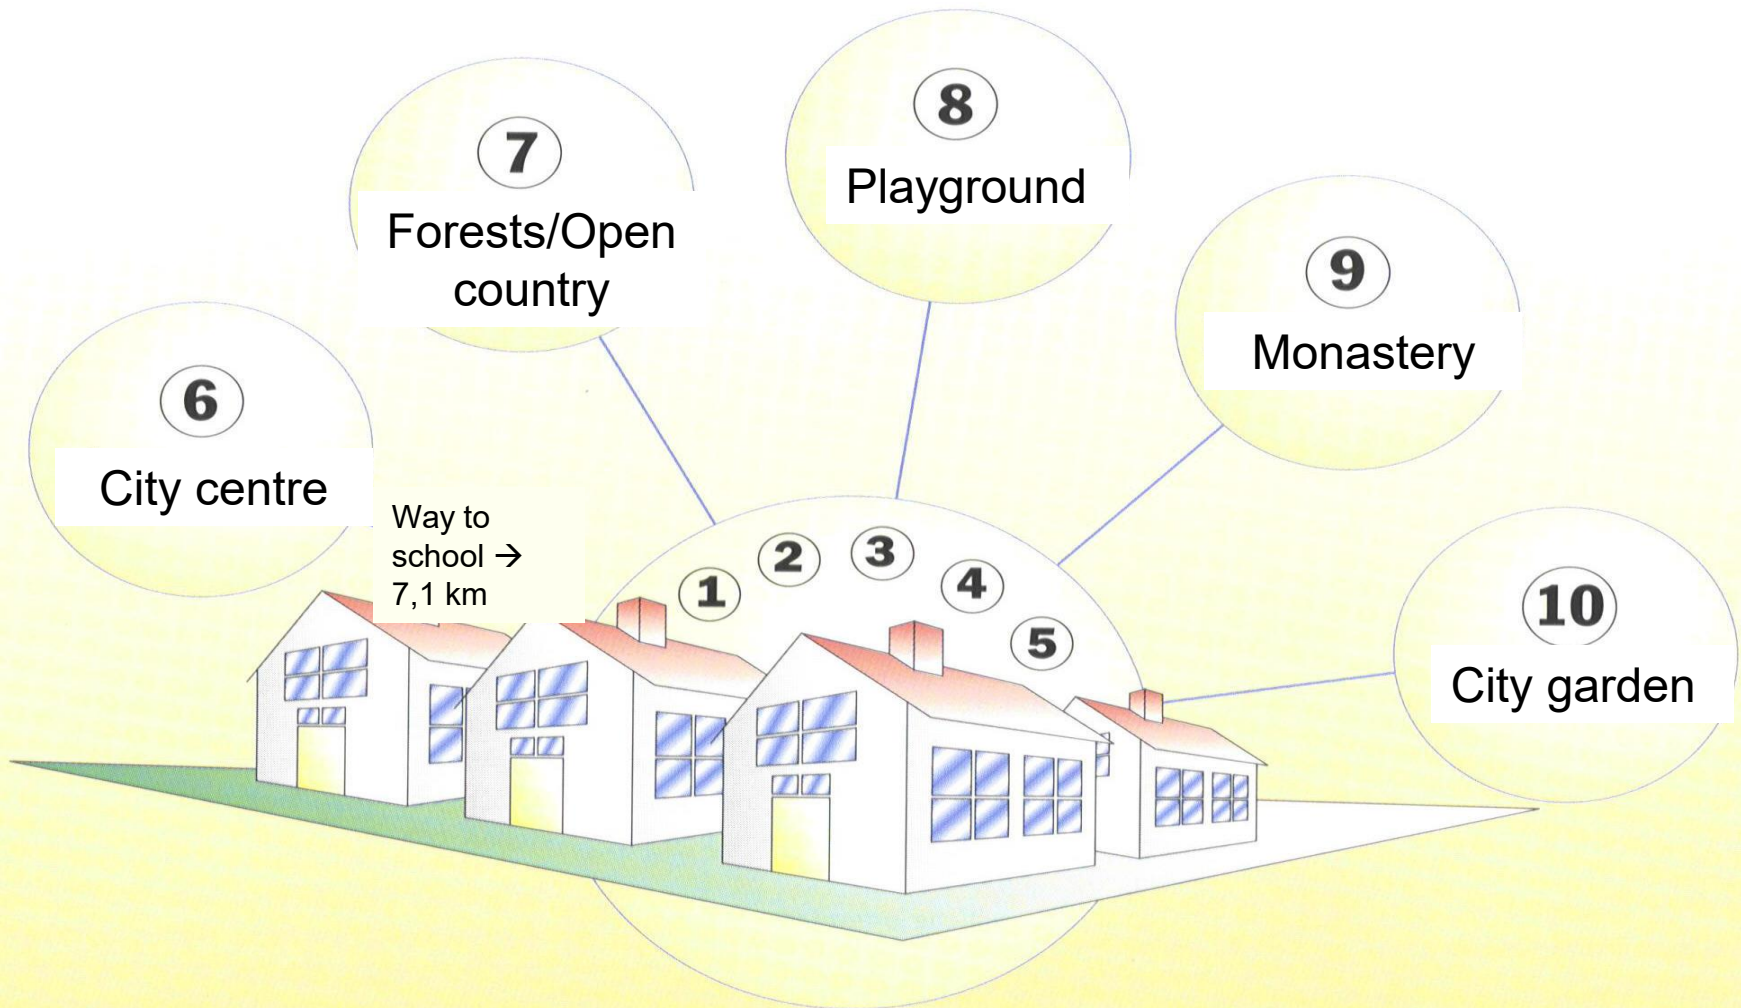 8
Playground
7
Forests/Open
country
9
Monastery
6
City centre
Way to
school →
7,1 km
1
2
3
4
5
10
City garden